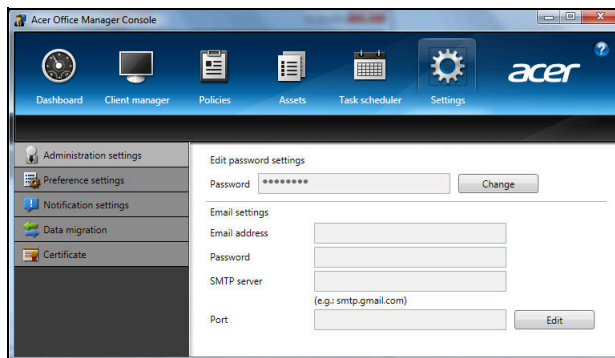 Acer Office Manager Console
?
acer
Dashboard Client manager Policies Assets Task scheduler Settings
Administration settings
Preference settings
Notification settings
Data migration
Certificate
Edit password settings
Password ******** Change
Email settings
Email address
Password
SMTP server
(e.g.: smtp.gmail.com)
Port Edit